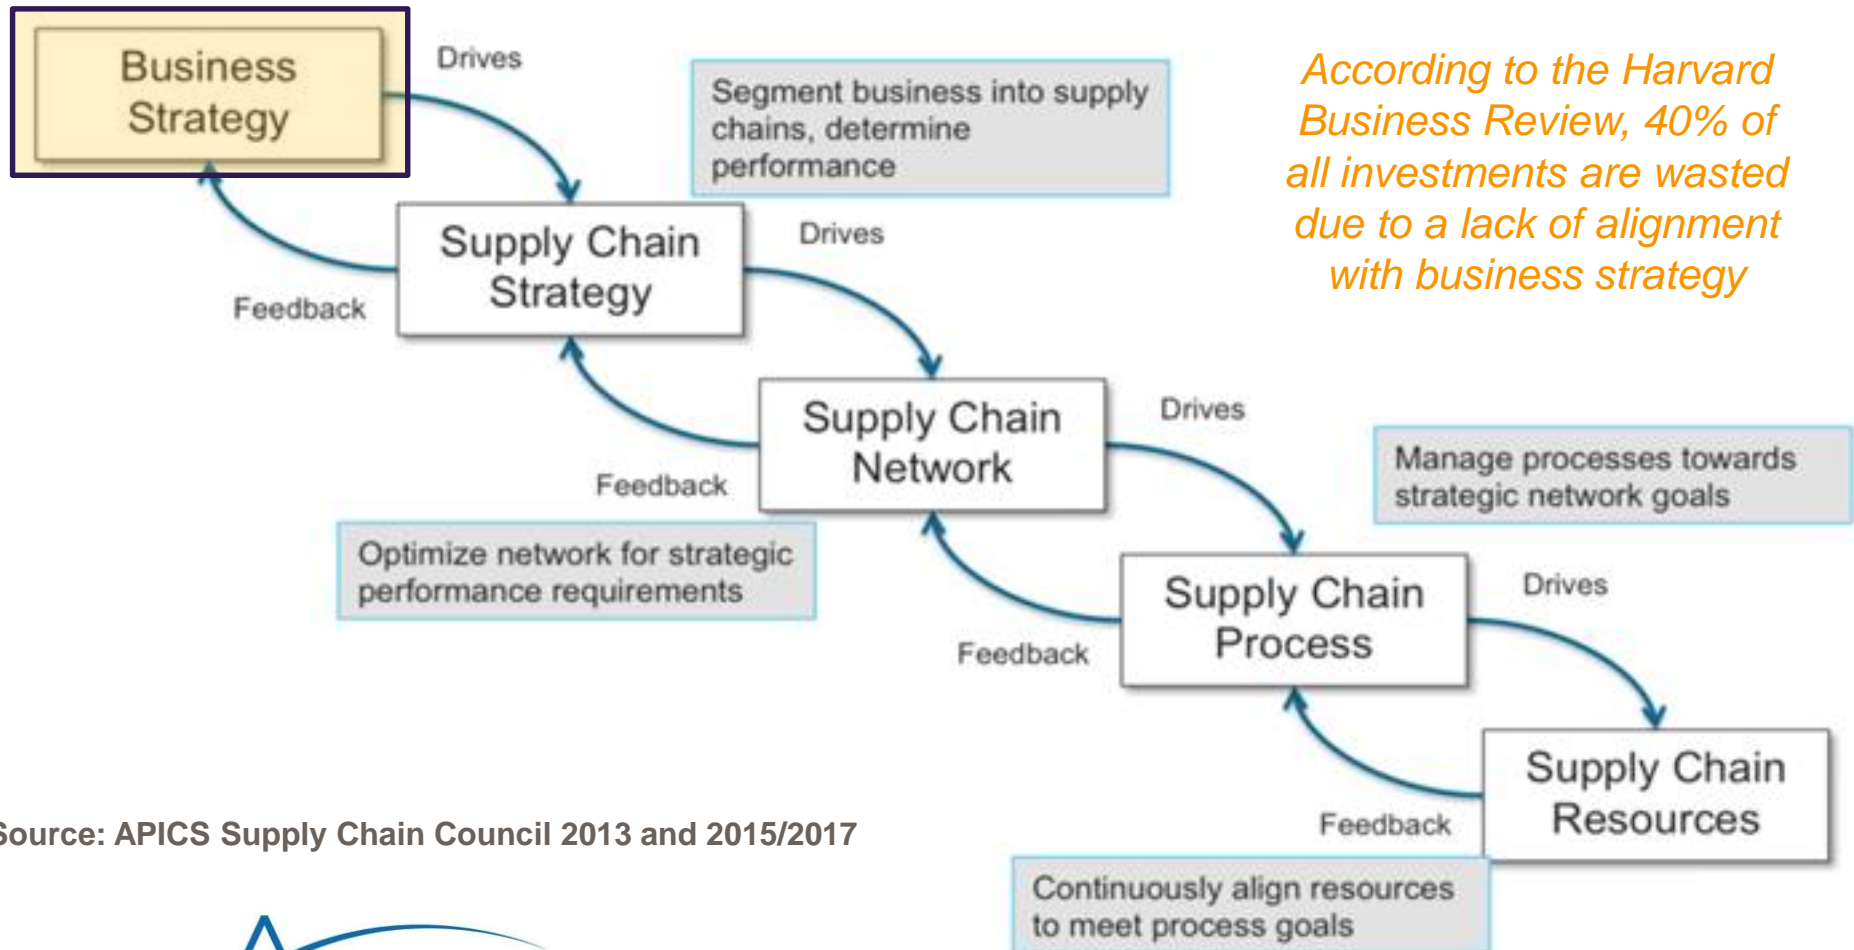 Business
Strategy
Drives
Segment business into supply
chains, determine
performance
According to the Harvard
Business Review, 40% of
all investments are wasted
due to a lack of alignment
with business strategy
Supply Chain
Strategy
Drives
Feedback
Supply Chain
Network
Drives
Feedback
Manage processes towards
strategic network goals
Optimize network for strategic
performance requirements
Supply Chain
Process
Drives
Feedback
Supply Chain
Resources
Feedback
Source: APICS Supply Chain Council 2013 and 2015/2017
Continuously align resources
to meet process goals